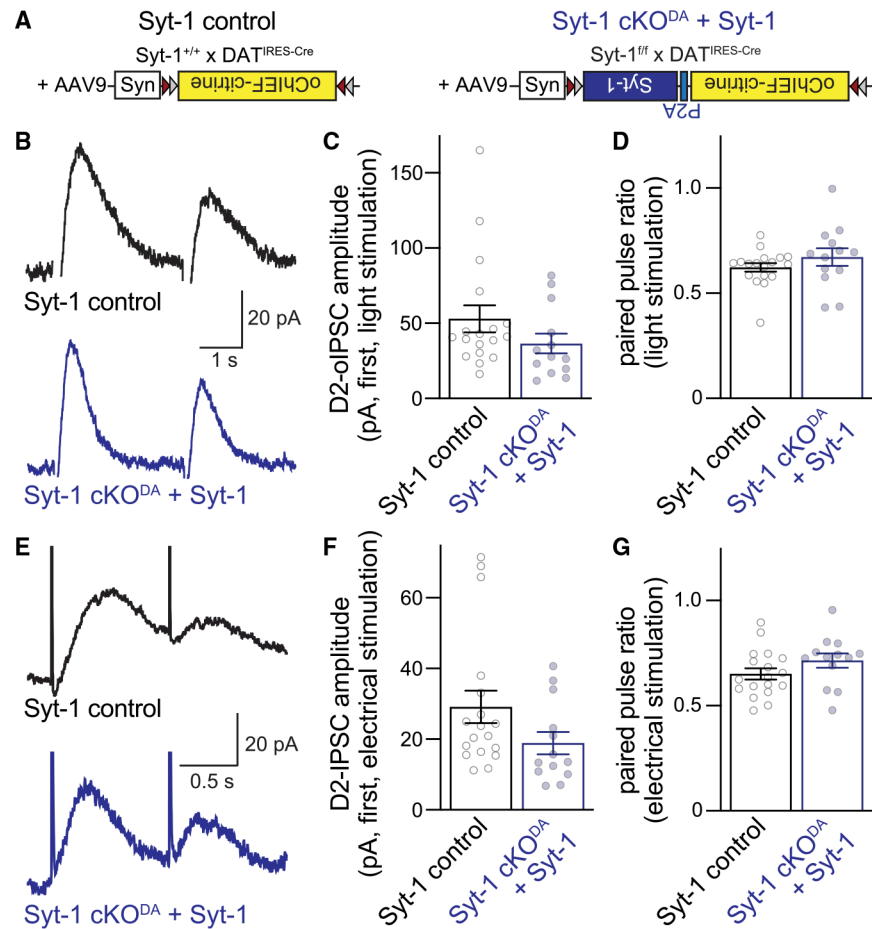 A
Syt-1 control
Syt-1+/+ x DATIRES-Cre
+ AAV9
Syn
oChIEF-citrine
Syt-1 cKODA + Syt-1
Syt-1f/f x DATIRES-Cre
+ AAV9
Syn
Syt-1
P2A
oChIEF-citrine
B
Syt-1 control
20 pA
1 s
Syt-1 cKODA + Syt-1
C
D2-oIPSC amplitude
(pA, first, light stimulation)
150
100
50
0
Syt-1 control
Syt-1 cKODA
+ Syt-1
D
paired pulse ratio
(light stimulation)
1.0
0.5
0
Syt-1 control
Syt-1 cKODA
+ Syt-1
E
Syt-1 control
20 pA
0.5 s
Syt-1 cKODA + Syt-1
F
D2-IPSC amplitude
(pA, first, electrical stimulation)
60
40
20
0
Syt-1 control
Syt-1 cKODA
+ Syt-1
G
paired pulse ratio
(electrical stimulation)
1.0
0.5
0
Syt-1 control
Syt-1 cKODA
+ Syt-1